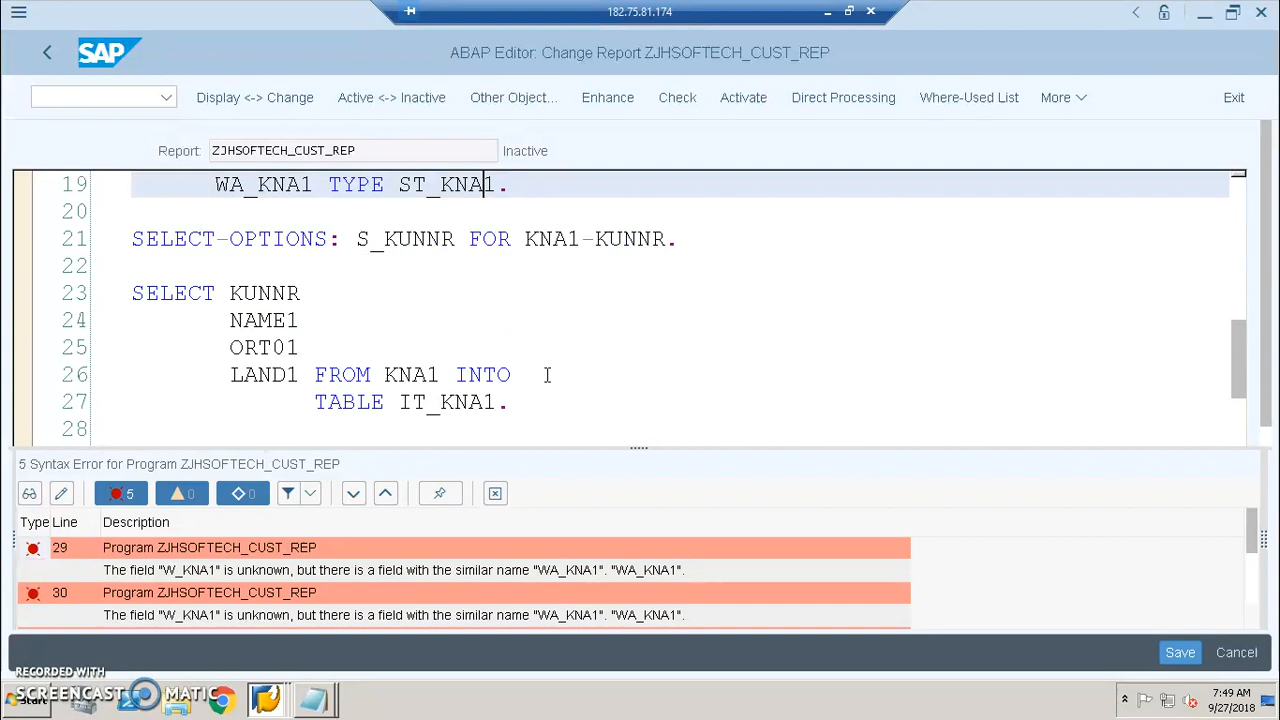 182.75.81.174
SAP
ABAP Editor: Change Report ZJHSOFTECH_CUST_REP
Display <-> Change Active <-> Inactive Other Object... Enhance Check Activate Direct Processing Where-Used List More Exit
Report: ZJHSOFTECH_CUST_REP Inactive
19 WA_KNA1 TYPE ST_KNA1.
20
21 SELECT-OPTIONS: S_KUNNR FOR KNA1-KUNNR.
22
23 SELECT KUNNR
24 NAME1
25 ORT01
26 LAND1 FROM KNA1 INTO
27 TABLE IT_KNA1.
28
5 Syntax Error for Program ZJHSOFTECH_CUST_REP
5 0 0
Type Line Description
29 Program ZJHSOFTECH_CUST_REP
The field "W_KNA1" is unknown, but there is a field with the similar name "WA_KNA1". "WA_KNA1".
30 Program ZJHSOFTECH_CUST_REP
The field "W_KNA1" is unknown, but there is a field with the similar name "WA_KNA1". "WA_KNA1".
Save Cancel
RECORDED WITH
SCREENCAST MATIC
Start
7:49 AM
9/27/2018